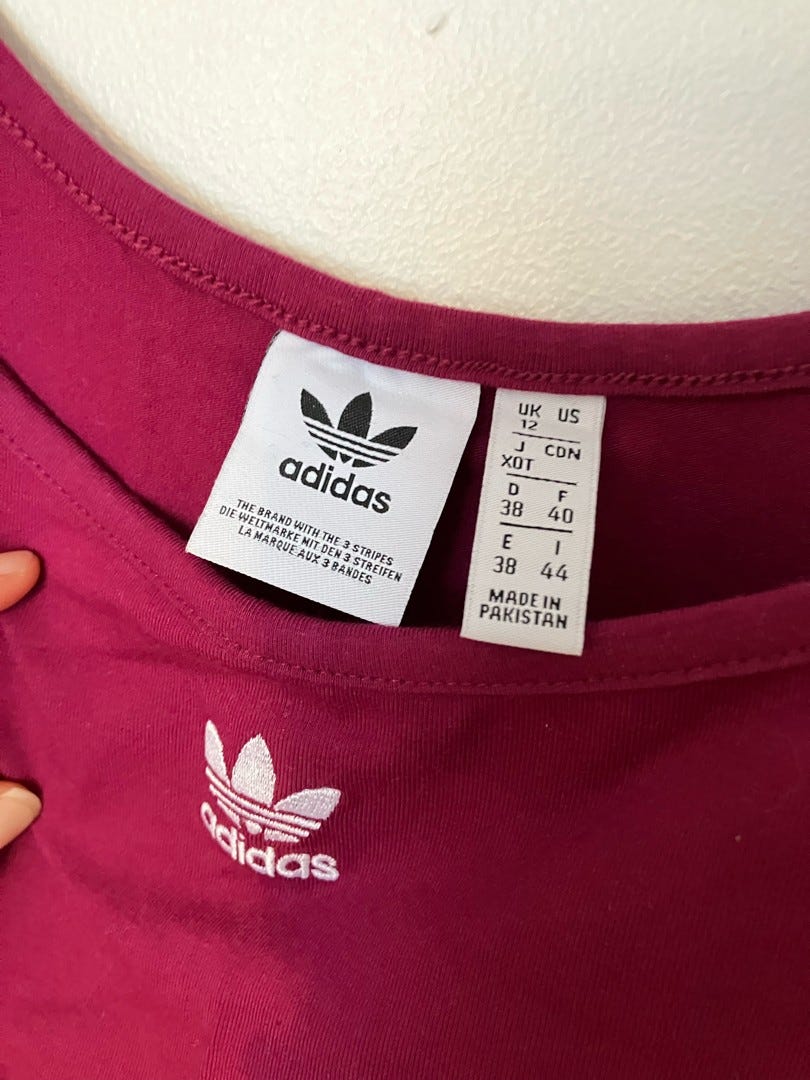 adidas
THE BRAND WITH THE 3 STRIPES
DIE WELTMARKE MIT DEN 3 STREIFEN
LA MARQUE AUX 3 BANDES
UK US
12
J CDN
XOT
D F
38 40
E I
38 44
MADE IN
PAKISTAN
adidas